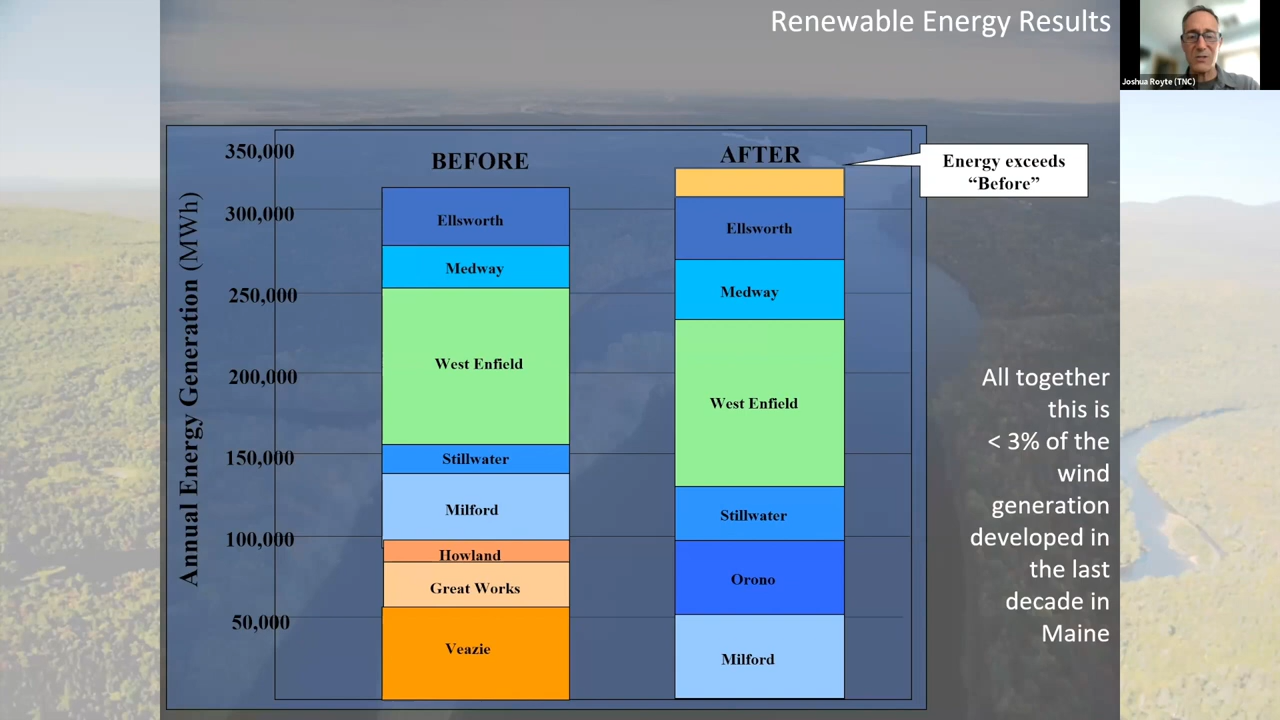 Renewable Energy Results
Joshua Royte (TNC)
Annual Energy Generation (MWh)
350,000
300,000
250,000
200,000
150,000
100,000
50,000
BEFORE
Ellsworth
Medway
West Enfield
Stillwater
Milford
Howland
Great Works
Veazie
AFTER
Ellsworth
Medway
West Enfield
Stillwater
Orono
Milford
Energy exceeds
“Before”
All together
this is
< 3% of the
wind
generation
developed in
the last
decade in
Maine